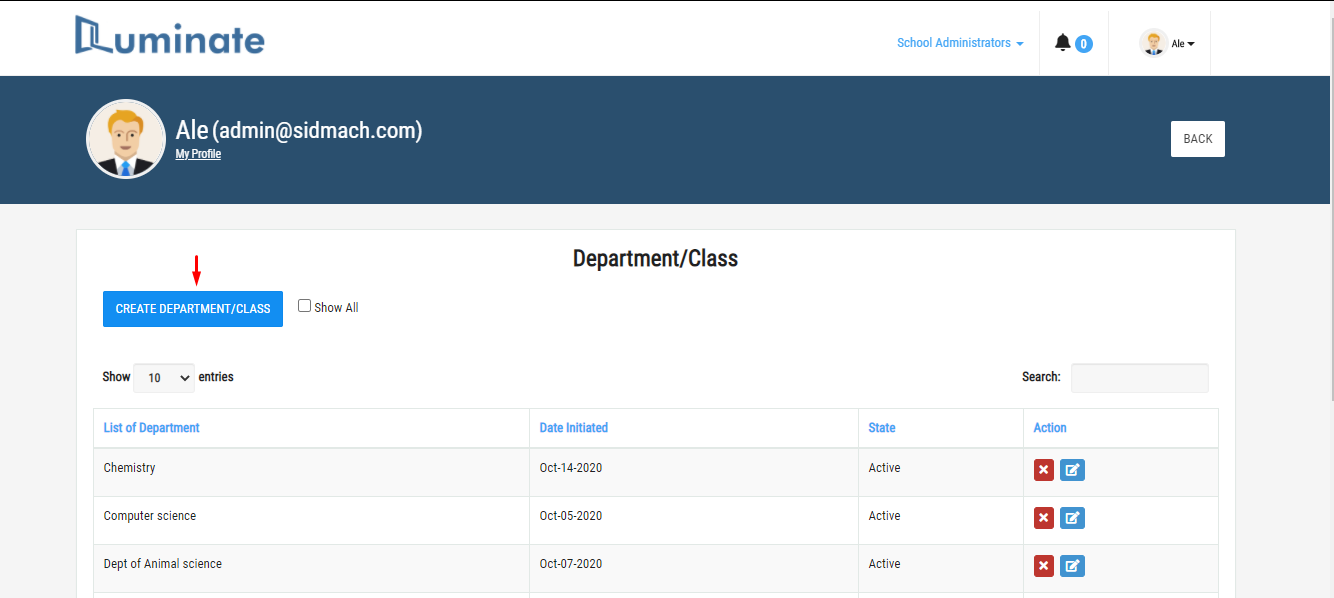 Luminate
School Administrators
0
Ale
Ale (admin@sidmach.com)
My Profile
BACK
Department/Class
CREATE DEPARTMENT/CLASS
Show All
Show 10 entries
Search:
List of Department Date Initiated State Action
Chemistry Oct-14-2020 Active
Computer science Oct-05-2020 Active
Dept of Animal science Oct-07-2020 Active